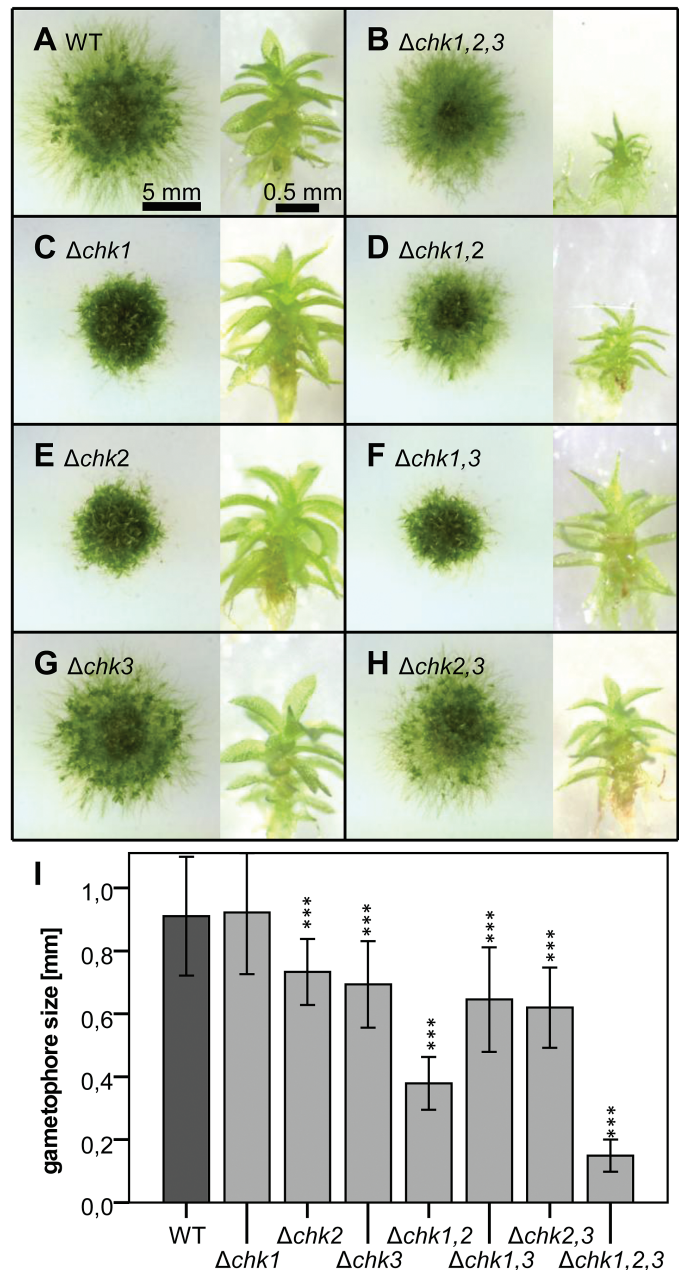 A WT
5 mm
0.5 mm
B Δchk1,2,3
C Δchk1
D Δchk1,2
E Δchk2
F Δchk1,3
G Δchk3
H Δchk2,3
I
gametophore size [mm]
1,0
0,8
0,6
0,4
0,2
0,0
***
***
***
***
***
***
WT
Δchk1
Δchk2
Δchk3
Δchk1,2
Δchk1,3
Δchk2,3
Δchk1,2,3